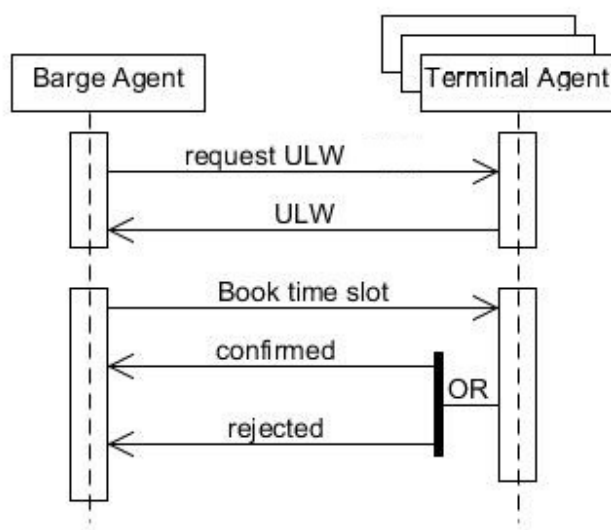 Barge Agent
Terminal Agent
request ULW
ULW
Book time slot
confirmed
OR
rejected